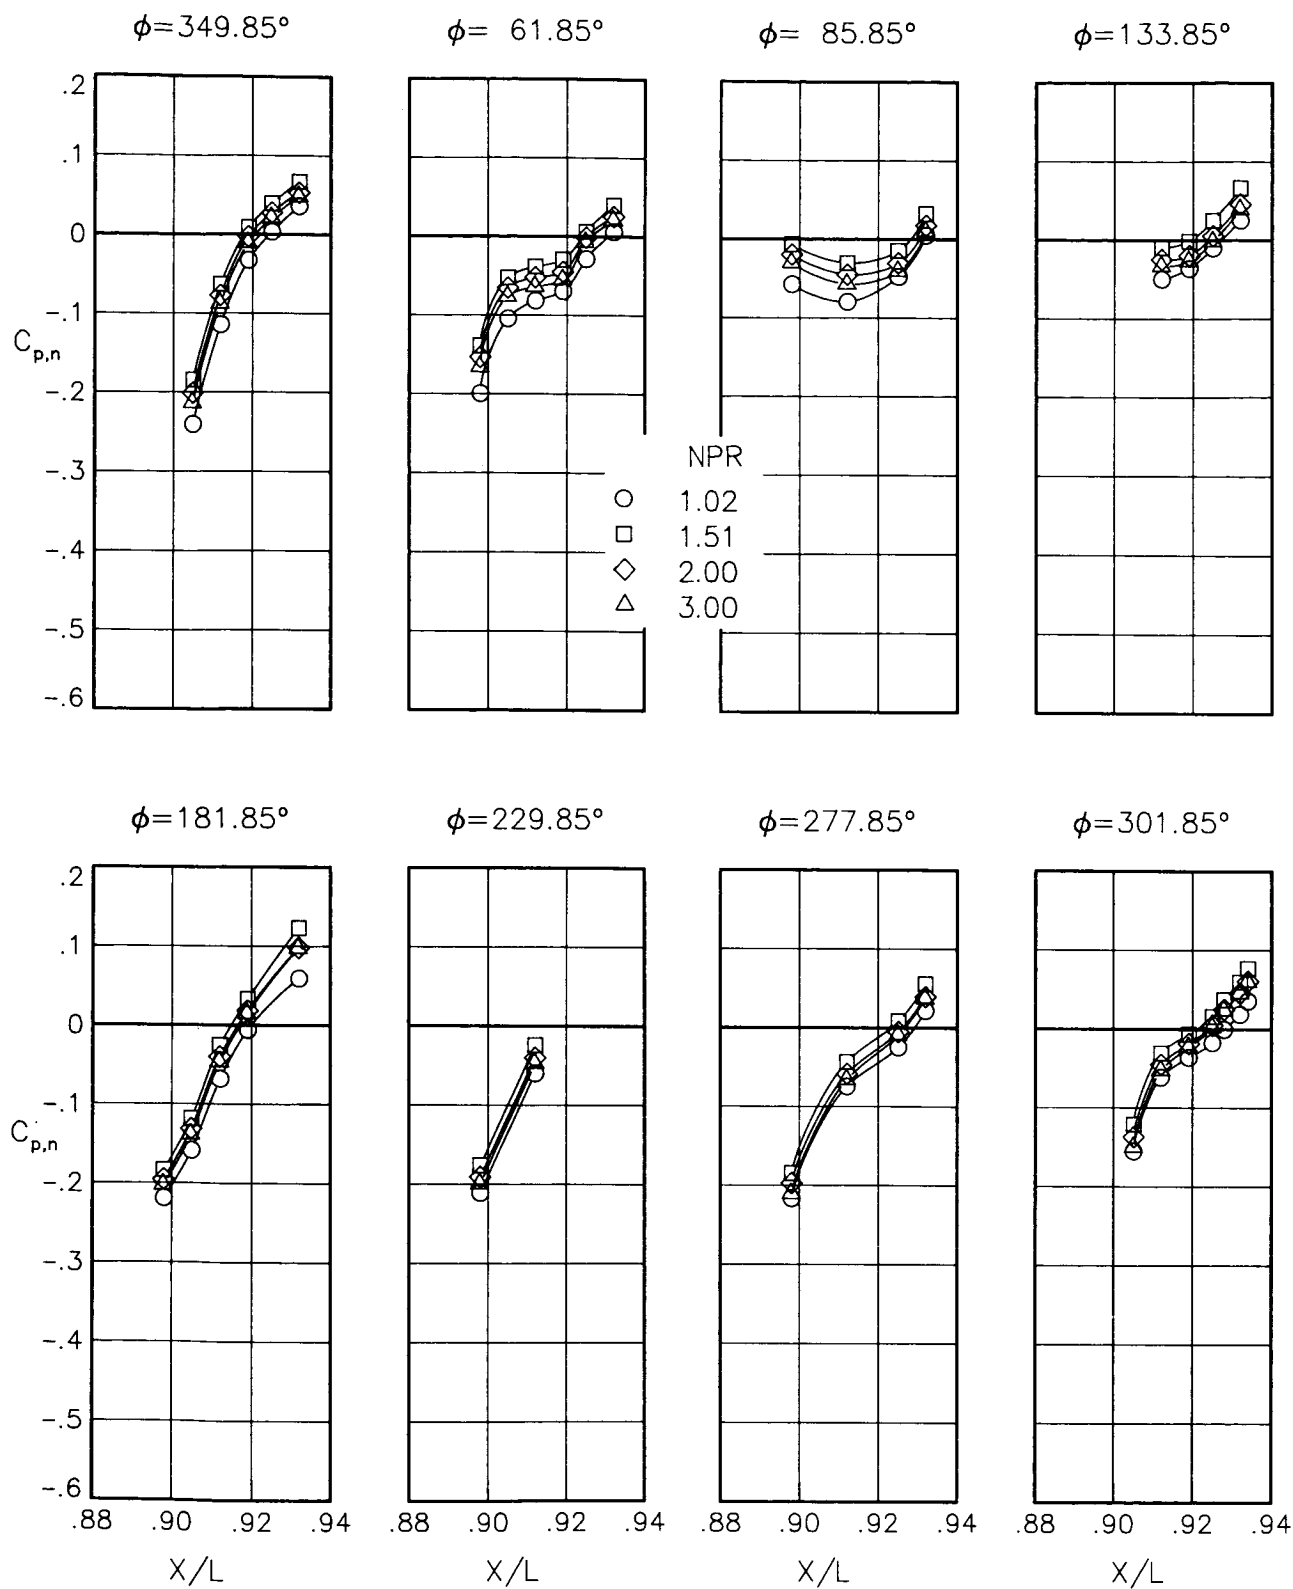 ϕ=349.85°
ϕ= 61.85°
ϕ= 85.85°
ϕ=133.85°
.2
.1
0
-.1
C_p,n
-.2
-.3
-.4
-.5
-.6
NPR
○ 1.02
□ 1.51
◇ 2.00
△ 3.00
ϕ=181.85°
ϕ=229.85°
ϕ=277.85°
ϕ=301.85°
.2
.1
0
-.1
C_p,n
-.2
-.3
-.4
-.5
-.6
.88 .90 .92 .94
.88 .90 .92 .94
.88 .90 .92 .94
.88 .90 .92 .94
X/L
X/L
X/L
X/L